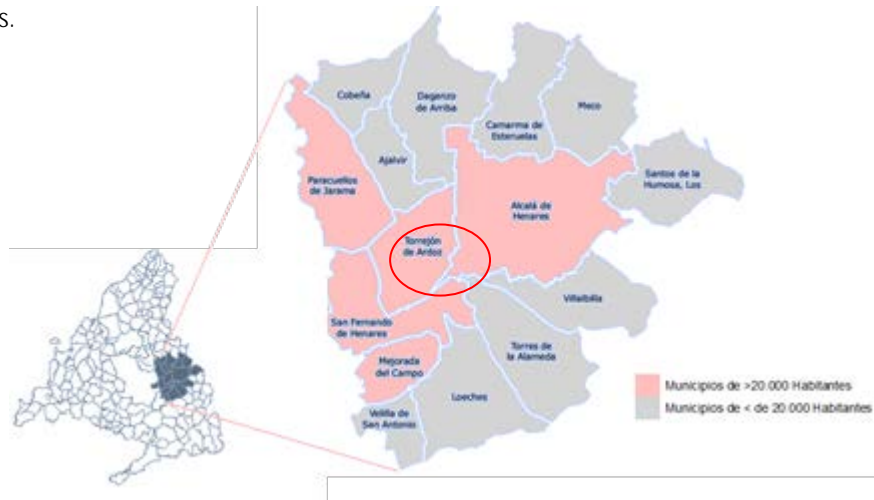 s.
Cobeña
Daganzo
de Arriba
Camarma de
Esteruelas
Meco
Ajalvir
Paracuellos
de Jarama
Santos de la
Humosa, Los
Alcalá de
Henares
Torrejón
de Ardoz
Villalbilla
San Fernando
de Henares
Torres de
la Alameda
Mejorada
del Campo
Loeches
Velilla de
San Antonio
Municipios de >20.000 Habitantes
Municipios de < de 20.000 Habitantes